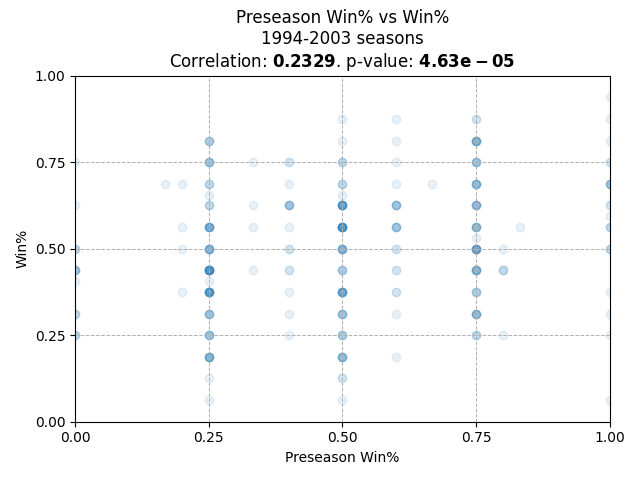 Preseason Win% vs Win%
1994-2003 seasons
Correlation: 0.2329. p-value: 4.63e − 05
1.00
0.75
0.50
0.25
0.00
Win%
0.00 0.25 0.50 0.75 1.00
Preseason Win%